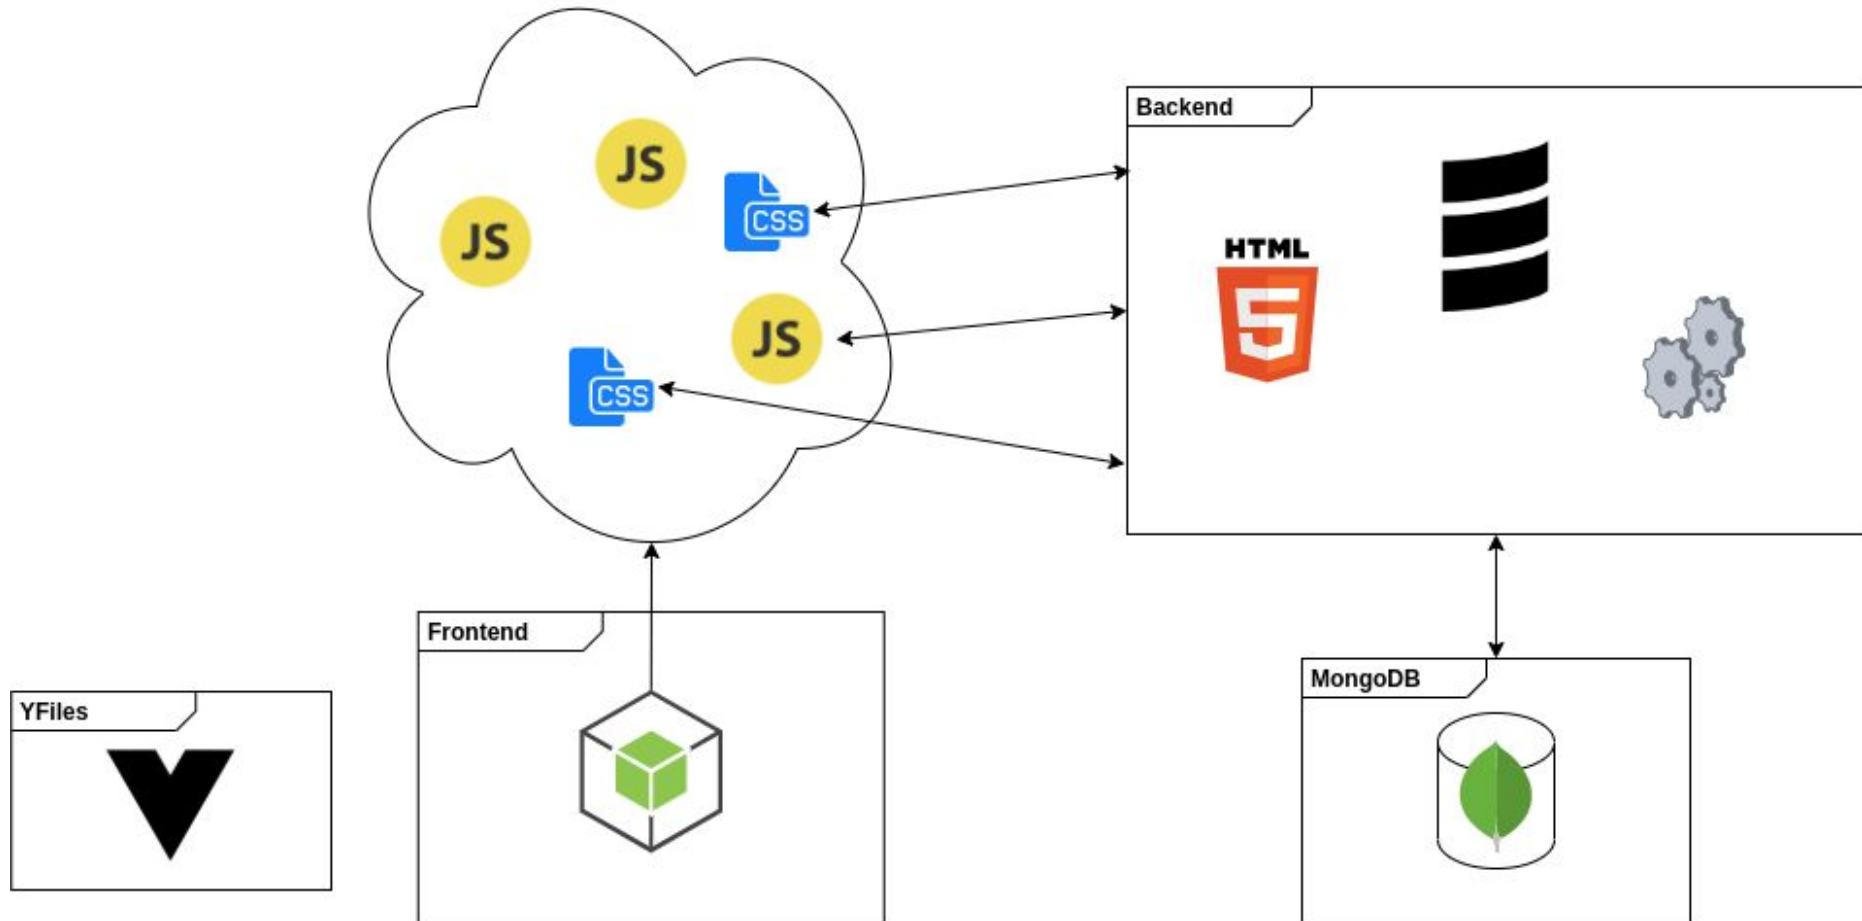 JS
JS
CSS
JS
CSS
Backend
HTML
5
Frontend
YFiles
MongoDB